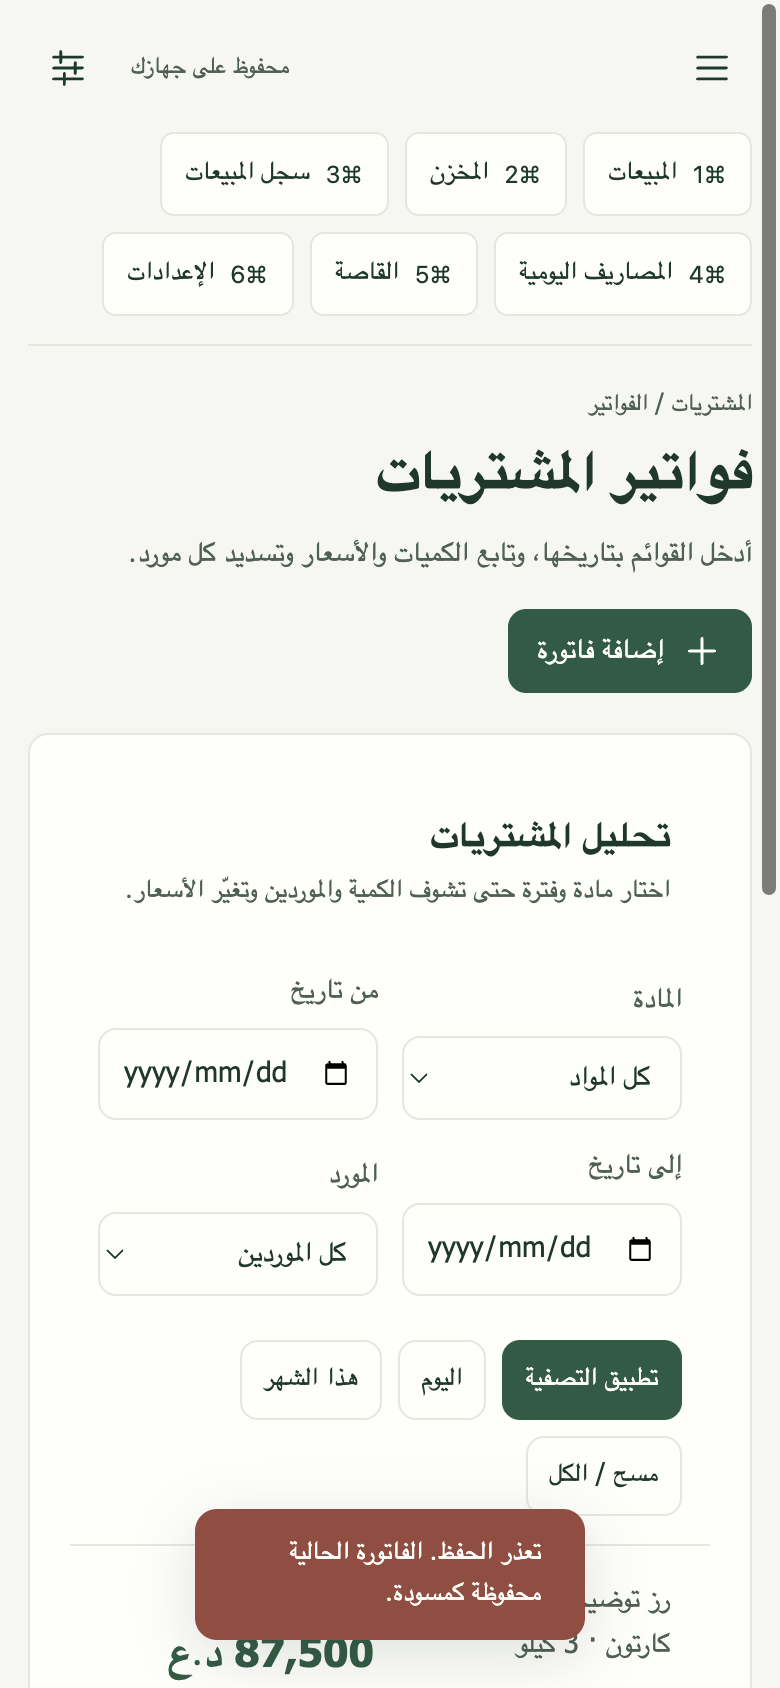 محفوظ على جهازك
⌘1 المبيعات ⌘2 المخزن ⌘3 سجل المبيعات
⌘4 المصاريف اليومية ⌘5 القاصة ⌘6 الإعدادات
المشتريات / الفواتير
فواتير المشتريات
أدخل القوائم بتاريخها، وتابع الكميات والأسعار وتسديد كل مورد.
+ إضافة فاتورة
تحليل المشتريات
اختار مادة وفترة حتى تشوف الكمية والموردين وتغيّر الأسعار.
المادة
كل المواد
من تاريخ
yyyy/mm/dd
إلى تاريخ
yyyy/mm/dd
المورد
كل الموردين
تطبيق التصفية اليوم هذا الشهر
مسح / الكل
تعذر الحفظ. الفاتورة الحالية
محفوظة كمسودة.
رز
كارتون · 3 كيلو
87,500 د.ع